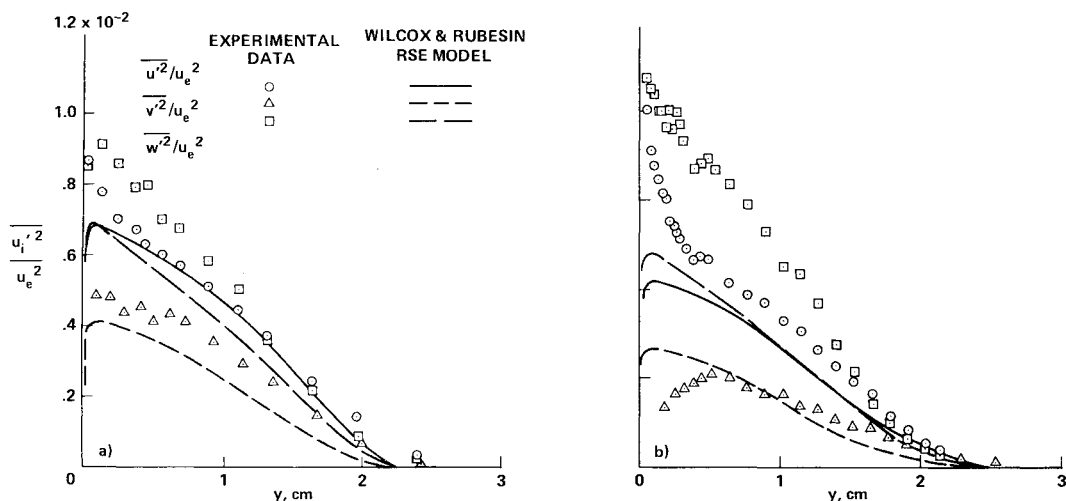 1.2 × 10⁻²
EXPERIMENTAL DATA
WILCOX & RUBESIN RSE MODEL
u'²/uₑ²
v'²/uₑ²
w'²/uₑ²
1.0
.8
.6
uᵢ'²
uₑ²
.4
.2
a)
0
1
2
3
y, cm
b)
0
1
2
3
y, cm